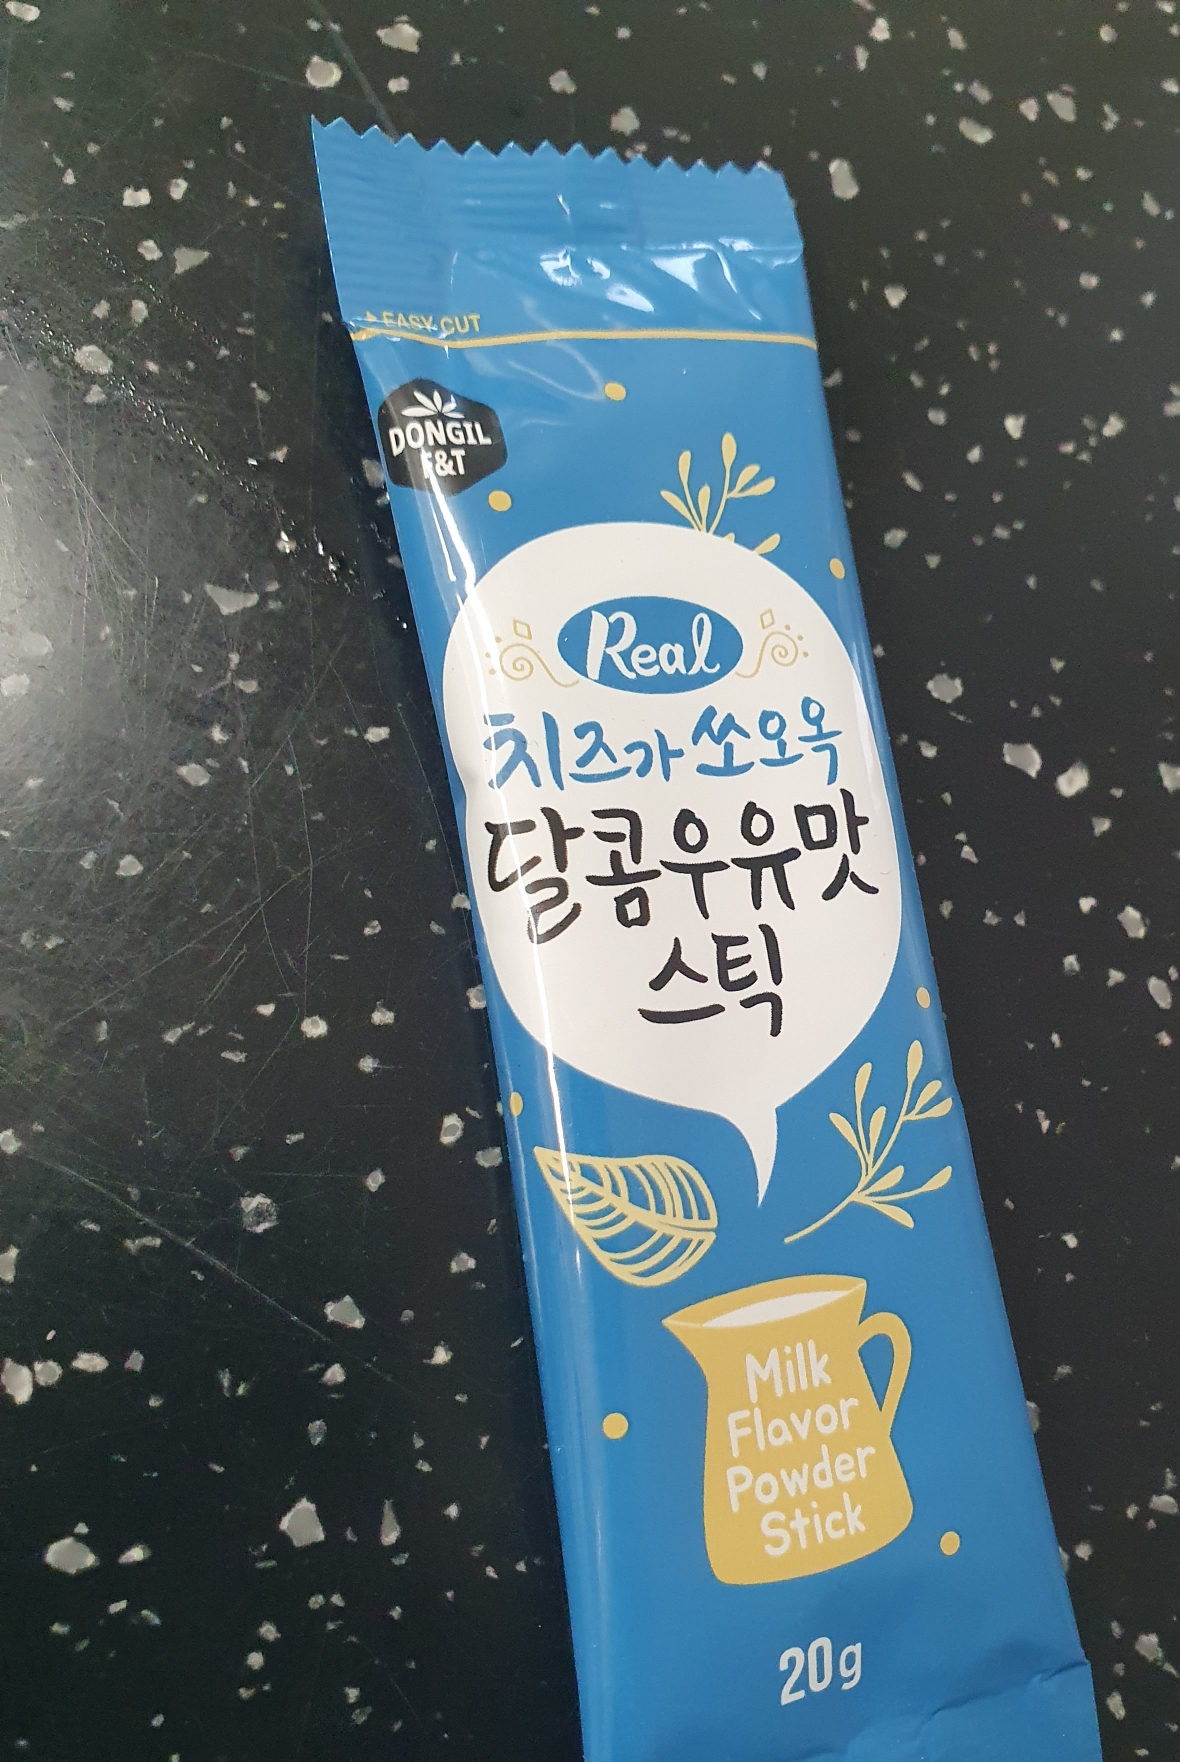 EASY CUT
DONGIL
F&T
Real
치즈가 쏘오옥
달콤우유맛
스틱
Milk
Flavor
Powder
Stick
20g